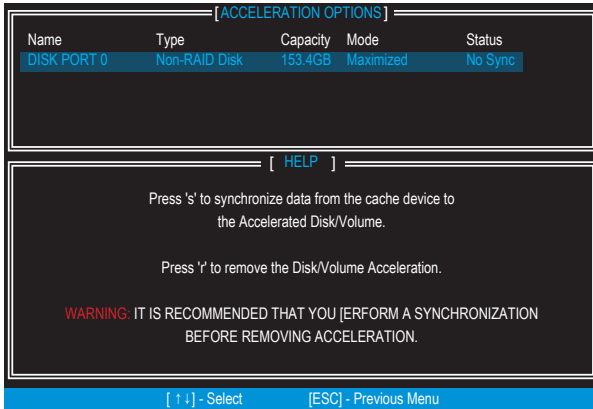 [ACCELERATION OPTIONS]
Name Type Capacity Mode Status
DISK PORT 0 Non-RAID Disk 153.4GB Maximized No Sync
[ HELP ]
Press 's' to synchronize data from the cache device to
the Accelerated Disk/Volume.
Press 'r' to remove the Disk/Volume Acceleration.
WARNING: IT IS RECOMMENDED THAT YOU [ERFORM A SYNCHRONIZATION
BEFORE REMOVING ACCELERATION.
[ ↑↓] - Select [ESC] - Previous Menu